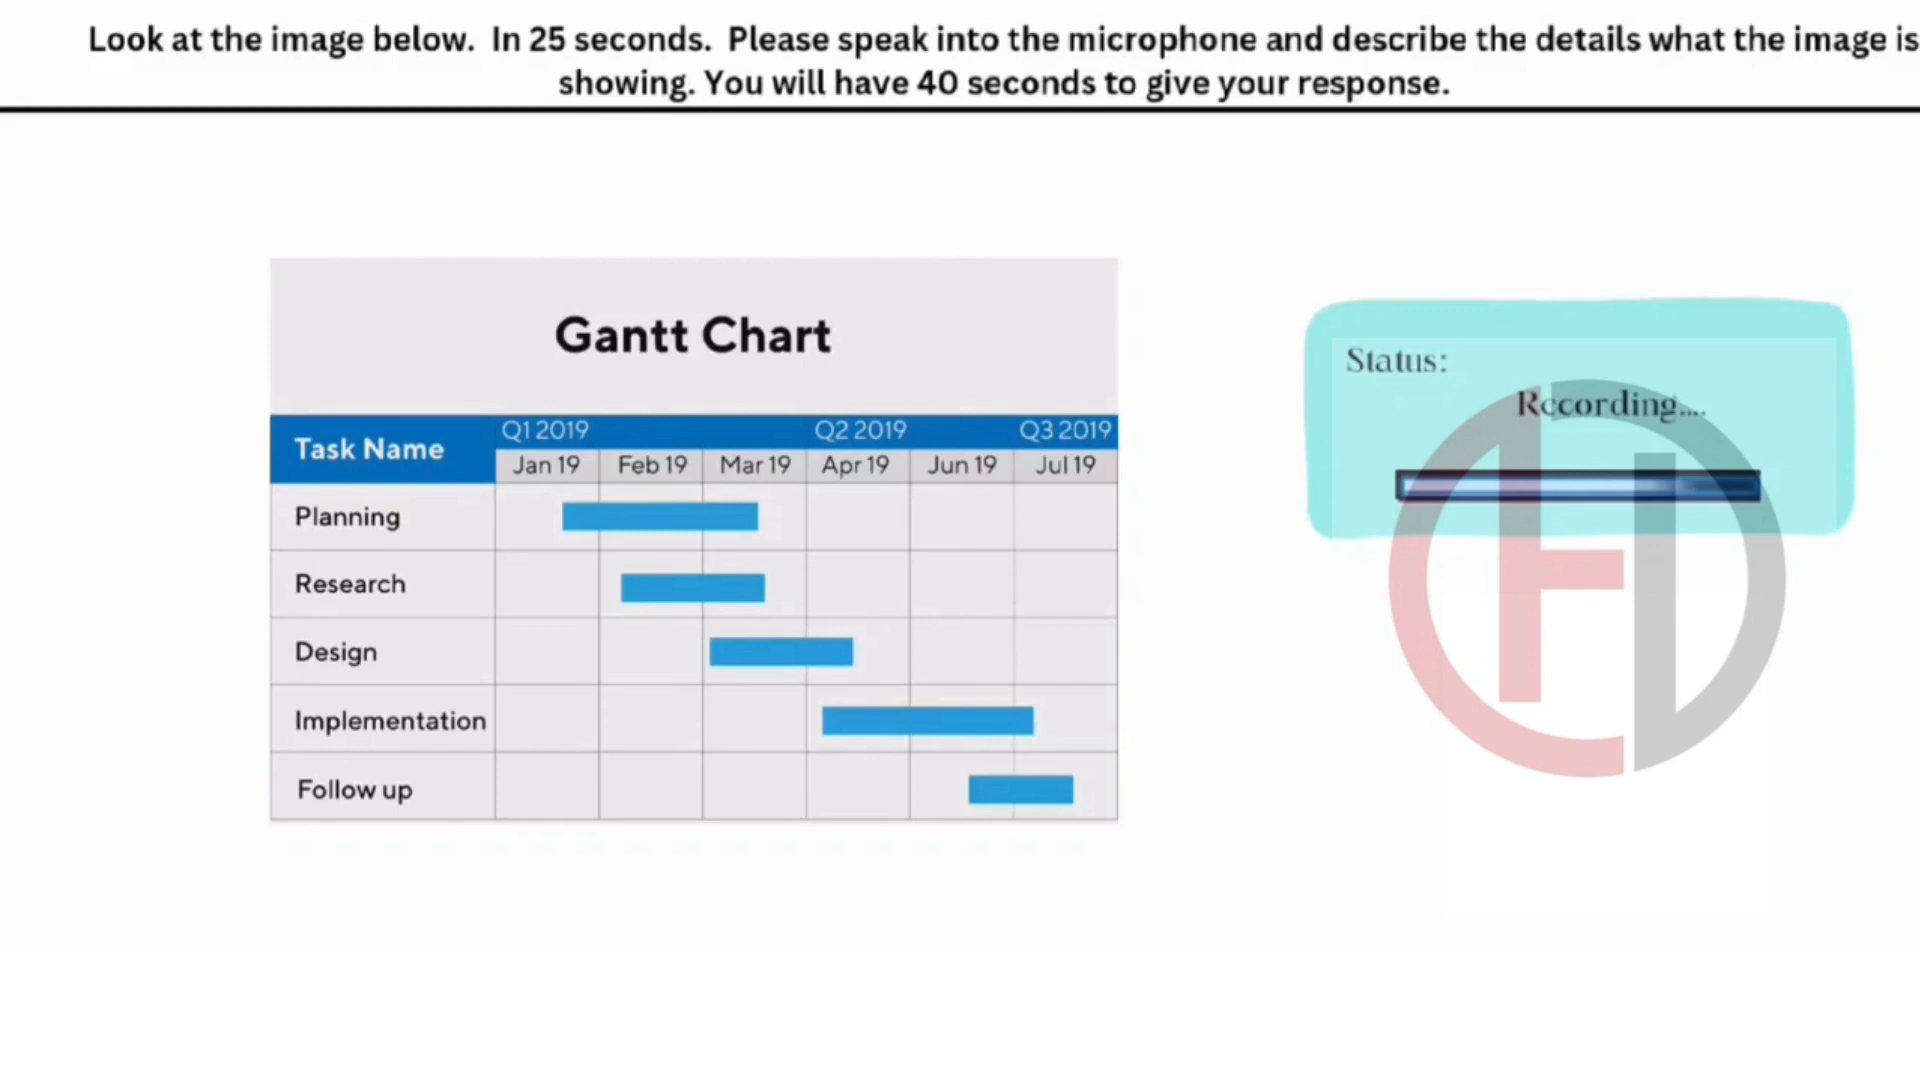 Look at the image below. In 25 seconds. Please speak into the microphone and describe the details what the image is
showing. You will have 40 seconds to give your response.
Gantt Chart
Task Name
Q1 2019 Q2 2019 Q3 2019
Jan 19 Feb 19 Mar 19 Apr 19 Jun 19 Jul 19
Planning
Research
Design
Implementation
Follow up
Status:
Recording....